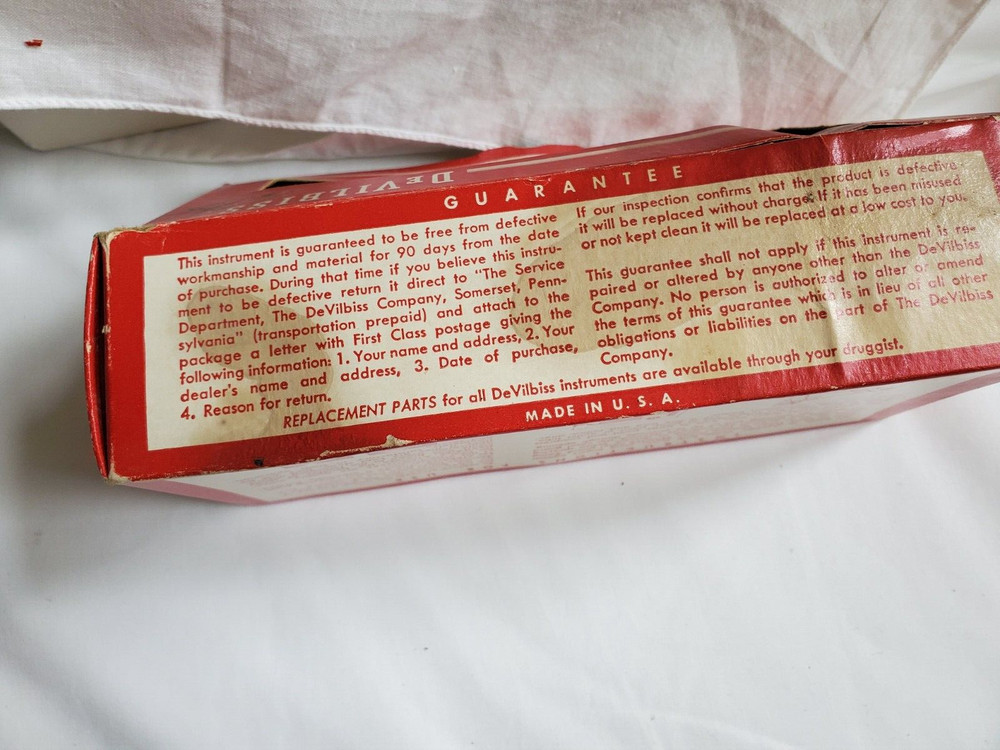 DEVILBISS
GUARANTEE
This instrument is guaranteed to be free from defective
workmanship and material for 90 days from the date
of purchase. During that time if you believe this instru-
ment to be defective return it direct to "The Service
Department, The DeVilbiss Company, Somerset, Penn-
sylvania" (transportation prepaid) and attach to the
package a letter with First Class postage giving the
following information: 1. Your name and address, 2. Your
dealer's name and address, 3. Date of purchase,
4. Reason for return.
If our inspection confirms that the product is defective
it will be replaced without charge. If it has been misused
or not kept clean it will be replaced at a low cost to you.
This guarantee shall not apply if this instrument is re-
paired or altered by anyone other than the DeVilbiss
Company. No person is authorized to alter or amend
the terms of this guarantee which is in lieu of all other
obligations or liabilities on the part of The DeVilbiss
Company.
REPLACEMENT PARTS for all DeVilbiss instruments are available through your druggist.
MADE IN U. S. A.